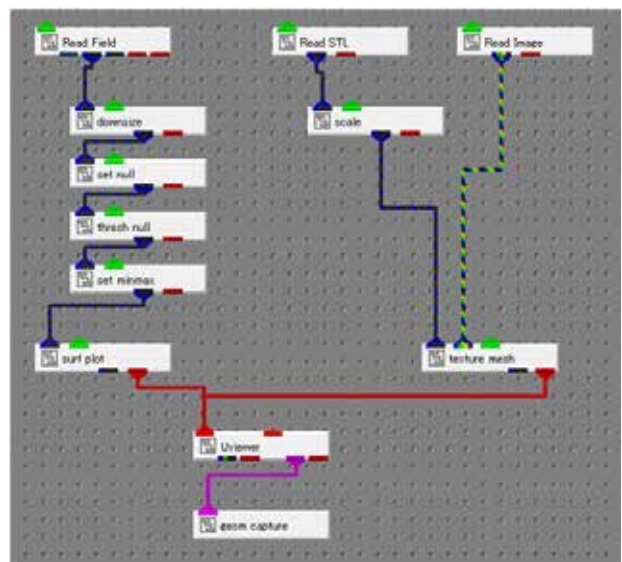 Read Field
Read STL
Read Image
downsize
scale
set null
thresh null
set minmax
surf plot
texture mesh
Uviewer
geom capture